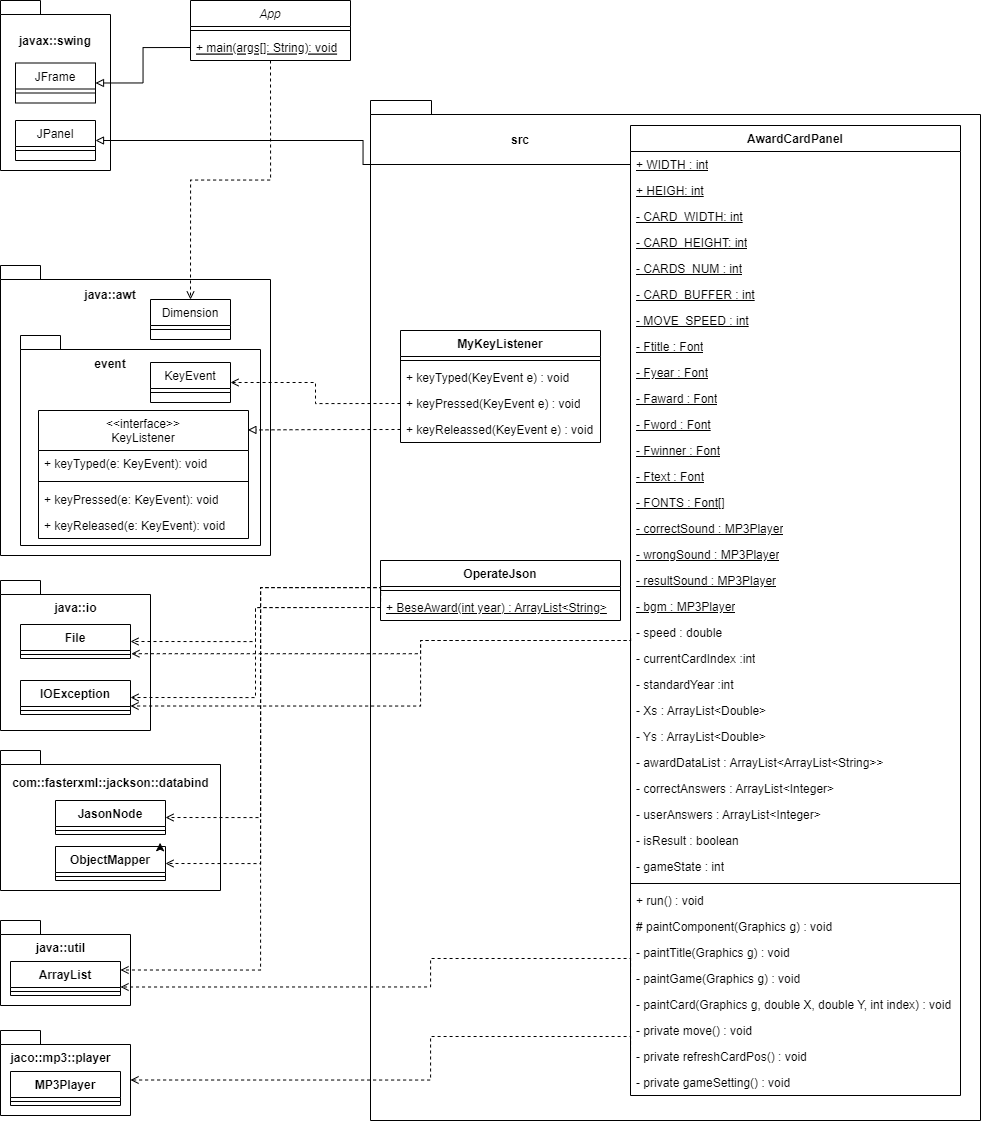 App
+ main(args[]: String): void
javax::swing
JFrame
JPanel
src
AwardCardPanel
+ WIDTH : int
+ HEIGH: int
- CARD_WIDTH: int
- CARD_HEIGHT: int
- CARDS_NUM : int
- CARD_BUFFER : int
- MOVE_SPEED : int
- Ftitle : Font
- Fyear : Font
- Faward : Font
- Fword : Font
- Fwinner : Font
- Ftext : Font
- FONTS : Font[]
- correctSound : MP3Player
- wrongSound : MP3Player
- resultSound : MP3Player
- bgm : MP3Player
- speed : double
- currentCardIndex :int
- standardYear :int
- Xs : ArrayList<Double>
- Ys : ArrayList<Double>
- awardDataList : ArrayList<ArrayList<String>>
- correctAnswers : ArrayList<Integer>
- userAnswers : ArrayList<Integer>
- isResult : boolean
- gameState : int
+ run() : void
# paintComponent(Graphics g) : void
- paintTitle(Graphics g) : void
- paintGame(Graphics g) : void
- paintCard(Graphics g, double X, double Y, int index) : void
- private move() : void
- private refreshCardPos() : void
- private gameSetting() : void
java::awt
Dimension
event
KeyEvent
<<interface>>
KeyListener
+ keyTyped(e: KeyEvent): void
+ keyPressed(e: KeyEvent): void
+ keyReleased(e: KeyEvent): void
MyKeyListener
+ keyTyped(KeyEvent e) : void
+ keyPressed(KeyEvent e) : void
+ keyReleassed(KeyEvent e) : void
OperateJson
+ BeseAward(int year) : ArrayList<String>
java::io
File
IOException
com::fasterxml::jackson::databind
JasonNode
ObjectMapper
java::util
ArrayList
jaco::mp3::player
MP3Player